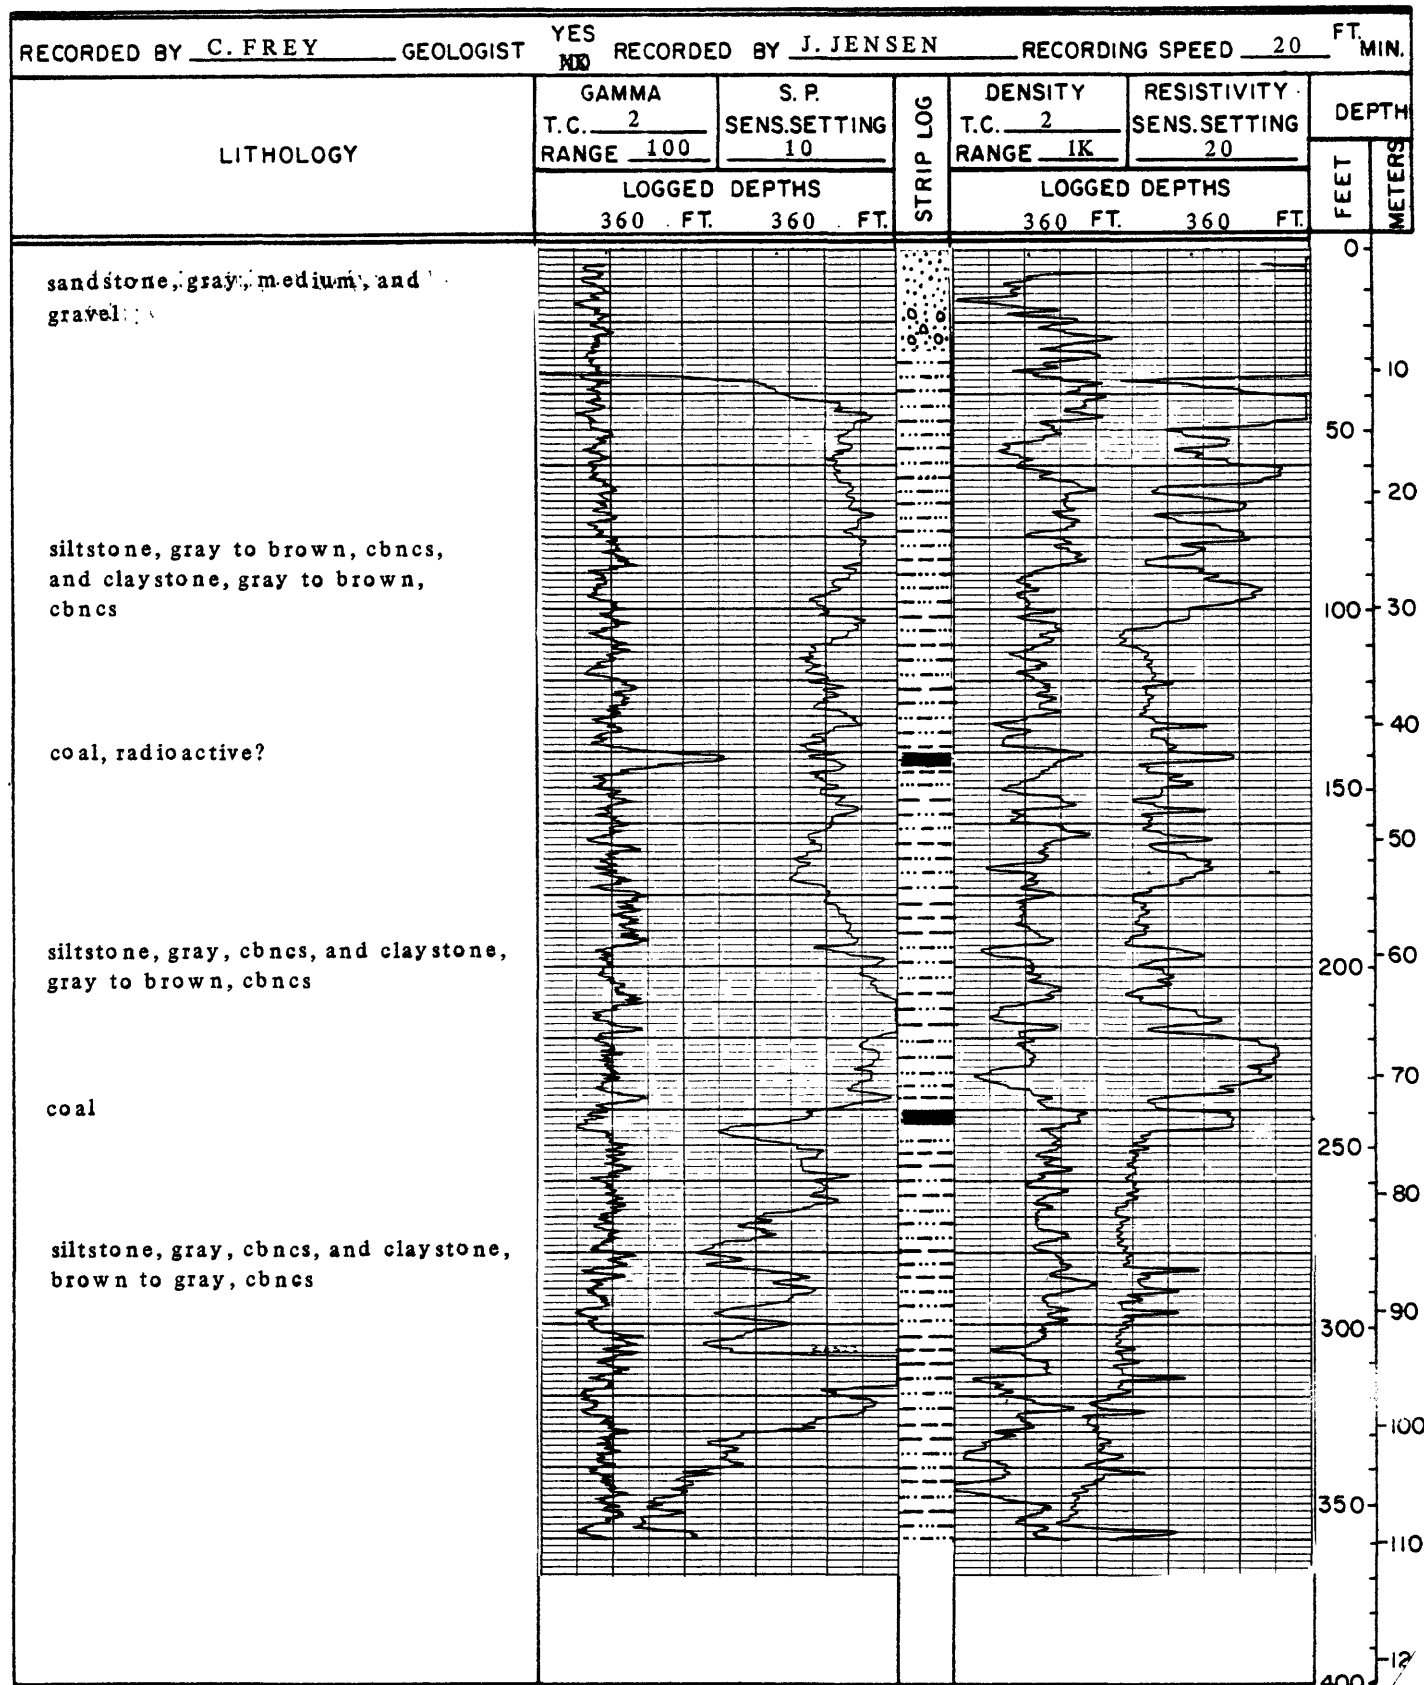 RECORDED BY C. FREY GEOLOGIST YES NO RECORDED BY J. JENSEN RECORDING SPEED 20 FT. MIN.
LITHOLOGY
GAMMA
T.C. 2
RANGE 100
S. P.
SENS.SETTING
10
LOGGED DEPTHS
360 FT. 360 FT.
STRIP LOG
DENSITY
T.C. 2
RANGE 1K
RESISTIVITY
SENS.SETTING
20
LOGGED DEPTHS
360 FT. 360 FT.
DEPTH
FEET
METERS
sandstone, gray, medium, and
gravel
siltstone, gray to brown, cbncs,
and claystone, gray to brown,
cbncs
coal, radioactive?
siltstone, gray, cbncs, and claystone,
gray to brown, cbncs
coal
siltstone, gray, cbncs, and claystone,
brown to gray, cbncs
0
10
50
20
100 30
40
150
50
200 60
70
250
80
90
300
100
350
110
12
400